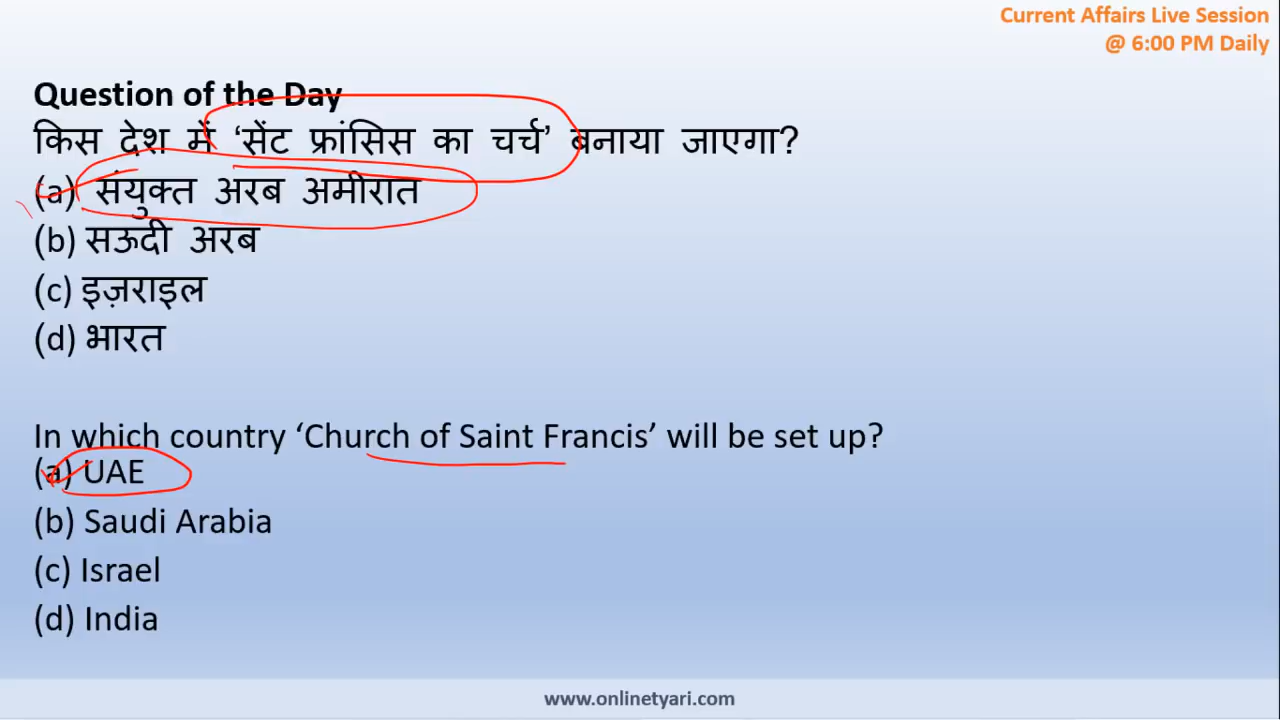 Current Affairs Live Session
@ 6:00 PM Daily
Question of the Day
किस देश में ‘सेंट फ्रांसिस का चर्च’ बनाया जाएगा?
(a) संयुक्त अरब अमीरात
(b) सऊदी अरब
(c) इज़राइल
(d) भारत
In which country ‘Church of Saint Francis’ will be set up?
(a) UAE
(b) Saudi Arabia
(c) Israel
(d) India
www.onlinetyari.com